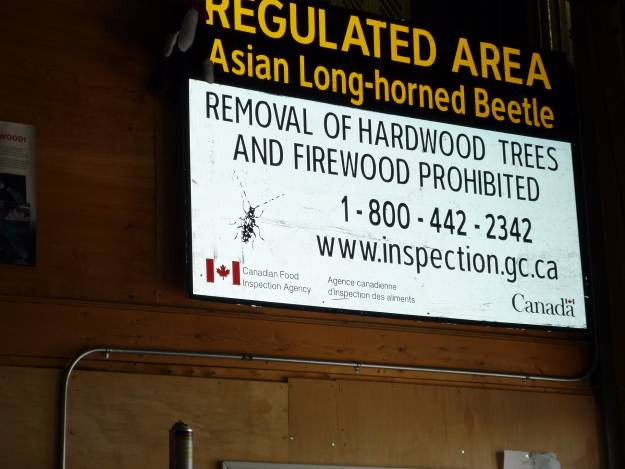 WOOD!
REGULATED AREA
Asian Long-horned Beetle
REMOVAL OF HARDWOOD TREES
AND FIREWOOD PROHIBITED
1-800-442-2342
www.inspection.gc.ca
Canadian Food
Inspection Agency
Agence canadienne
d'inspection des aliments
Canada